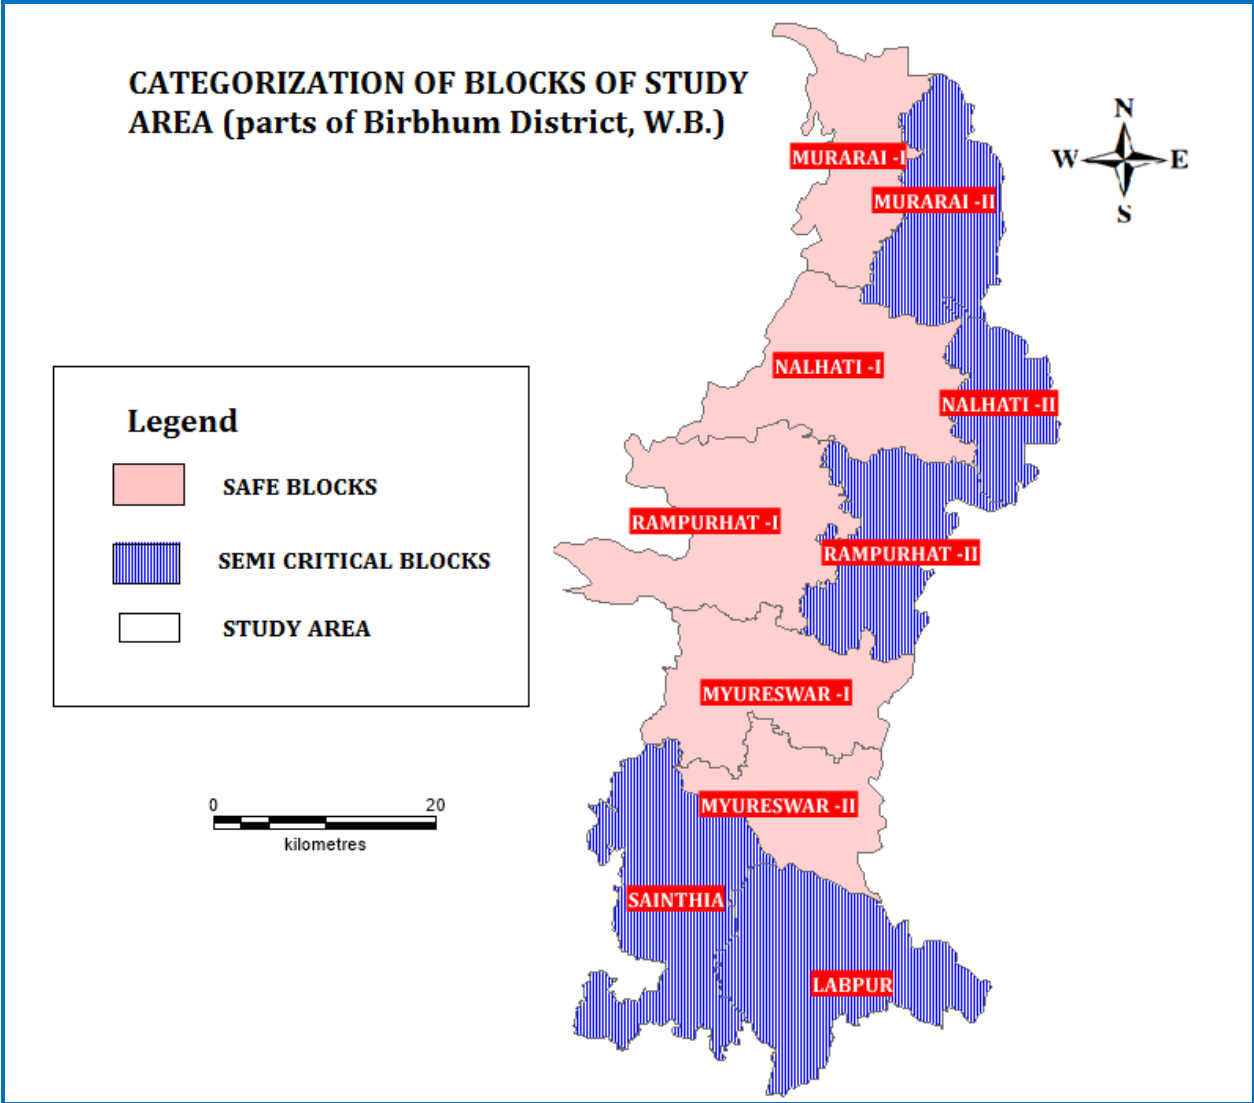 CATEGORIZATION OF BLOCKS OF STUDY
AREA (parts of Birbhum District, W.B.)
N
W
E
S
MURARAI -I
MURARAI -II
NALHATI -I
NALHATI -II
RAMPURHAT -I
RAMPURHAT -II
MYURESWAR -I
MYURESWAR -II
SAINTHIA
LABPUR
Legend
SAFE BLOCKS
SEMI CRITICAL BLOCKS
STUDY AREA
0 20
kilometres